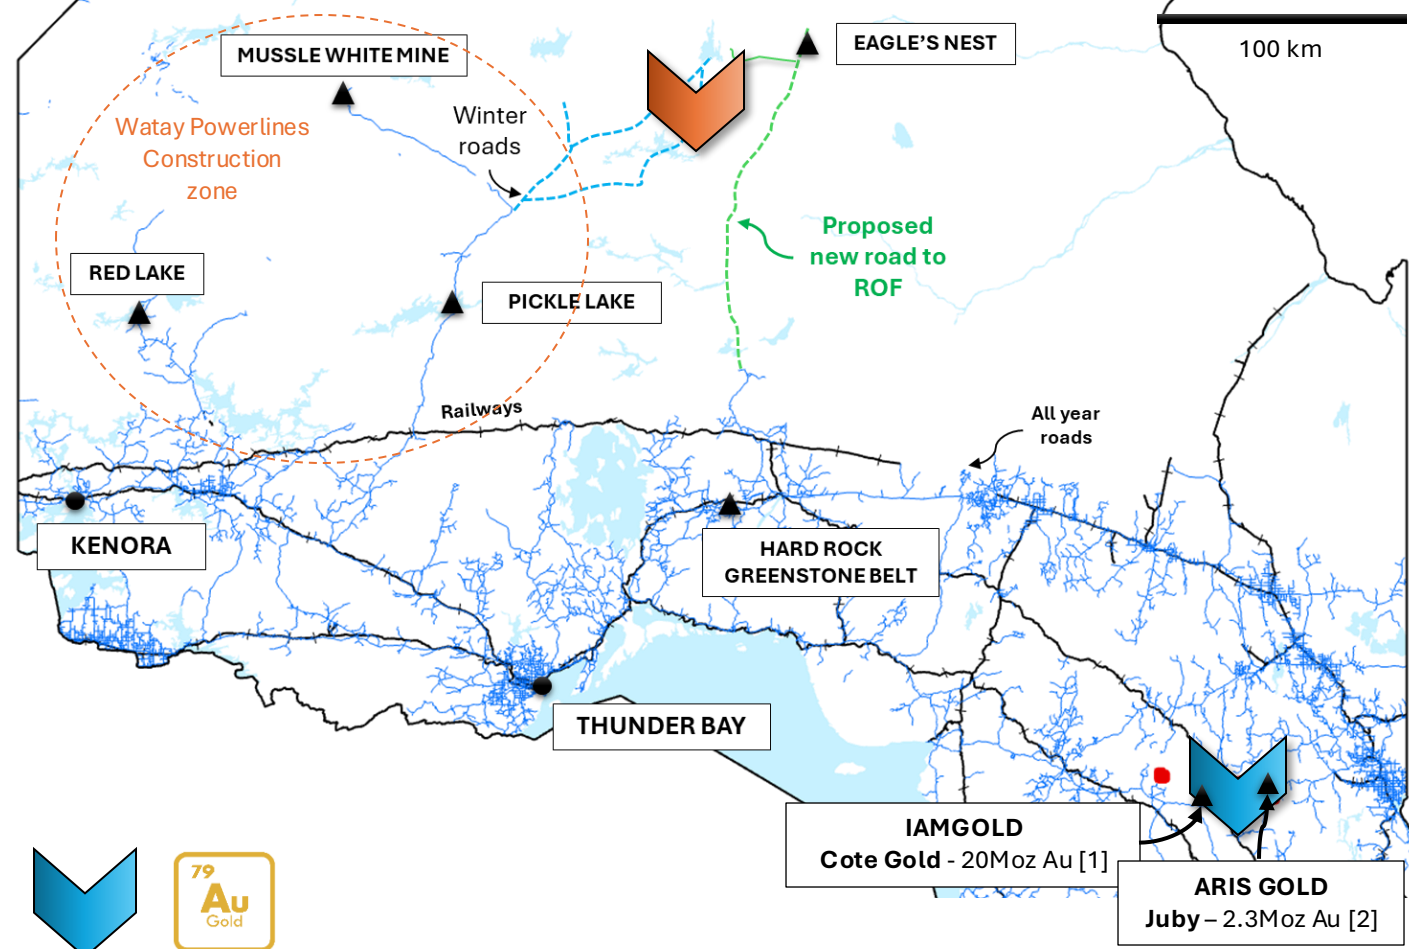 MUSSLE WHITE MINE
EAGLE'S NEST
100 km
Winter
roads
Watay Powerlines
Construction
zone
Proposed
new road to
ROF
RED LAKE
PICKLE LAKE
Railways
All year
roads
KENORA
HARD ROCK
GREENSTONE BELT
THUNDER BAY
IAMGOLD
Cote Gold - 20Moz Au [1]
ARIS GOLD
Juby – 2.3Moz Au [2]
79
Au
Gold